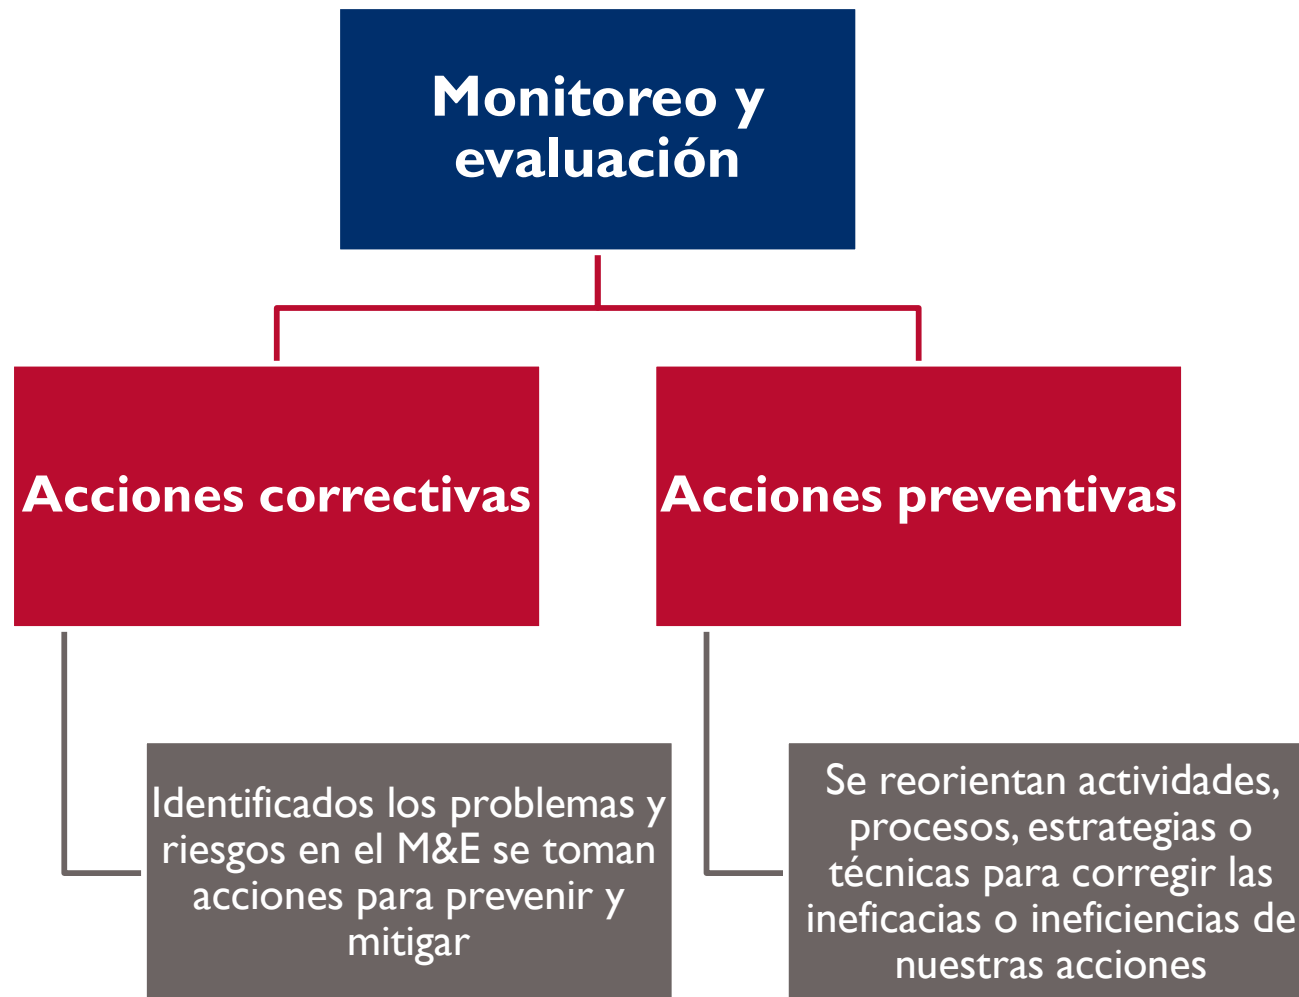 Monitoreo y
evaluación
Acciones correctivas
Acciones preventivas
Identificados los problemas y
riesgos en el M&E se toman
acciones para prevenir y
mitigar
Se reorientan actividades,
procesos, estrategias o
técnicas para corregir las
ineficacias o ineficiencias de
nuestras acciones